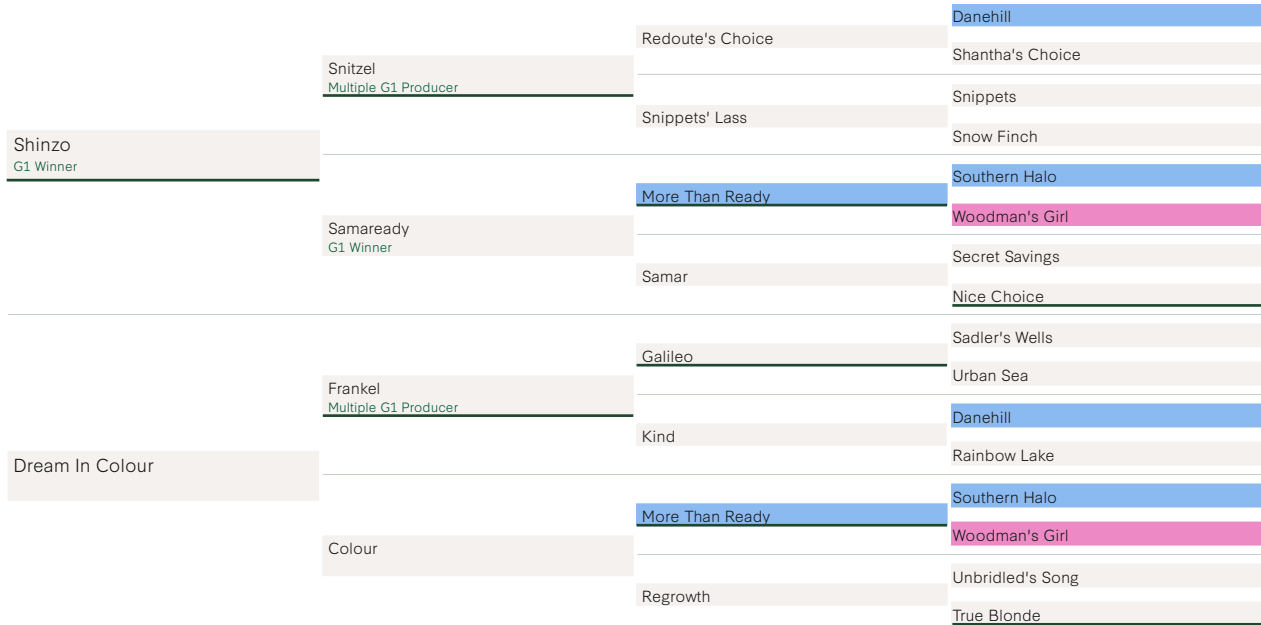 Shinzo
G1 Winner
Snitzel
Multiple G1 Producer
Redoute's Choice
Danehill
Shantha's Choice
Snippets' Lass
Snippets
Snow Finch
Samaready
G1 Winner
More Than Ready
Southern Halo
Woodman's Girl
Samar
Secret Savings
Nice Choice
Dream In Colour
Frankel
Multiple G1 Producer
Galileo
Sadler's Wells
Urban Sea
Kind
Danehill
Rainbow Lake
Colour
More Than Ready
Southern Halo
Woodman's Girl
Regrowth
Unbridled's Song
True Blonde